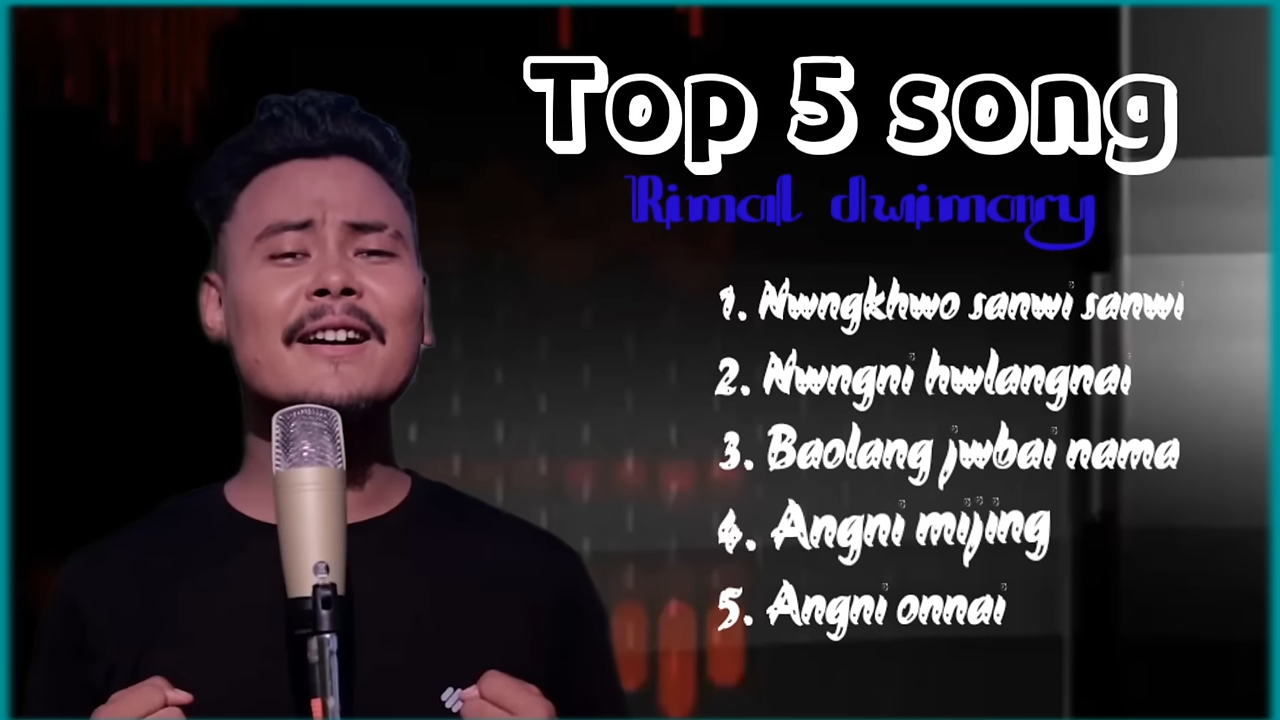 Top 5 song
Rimal dwimary
1. Nwngkhwo sanwi sanwi
2. Nwngni hwlangnai
3. Baolang jwbai nama
4. Angni mijing
5. Angni onnai